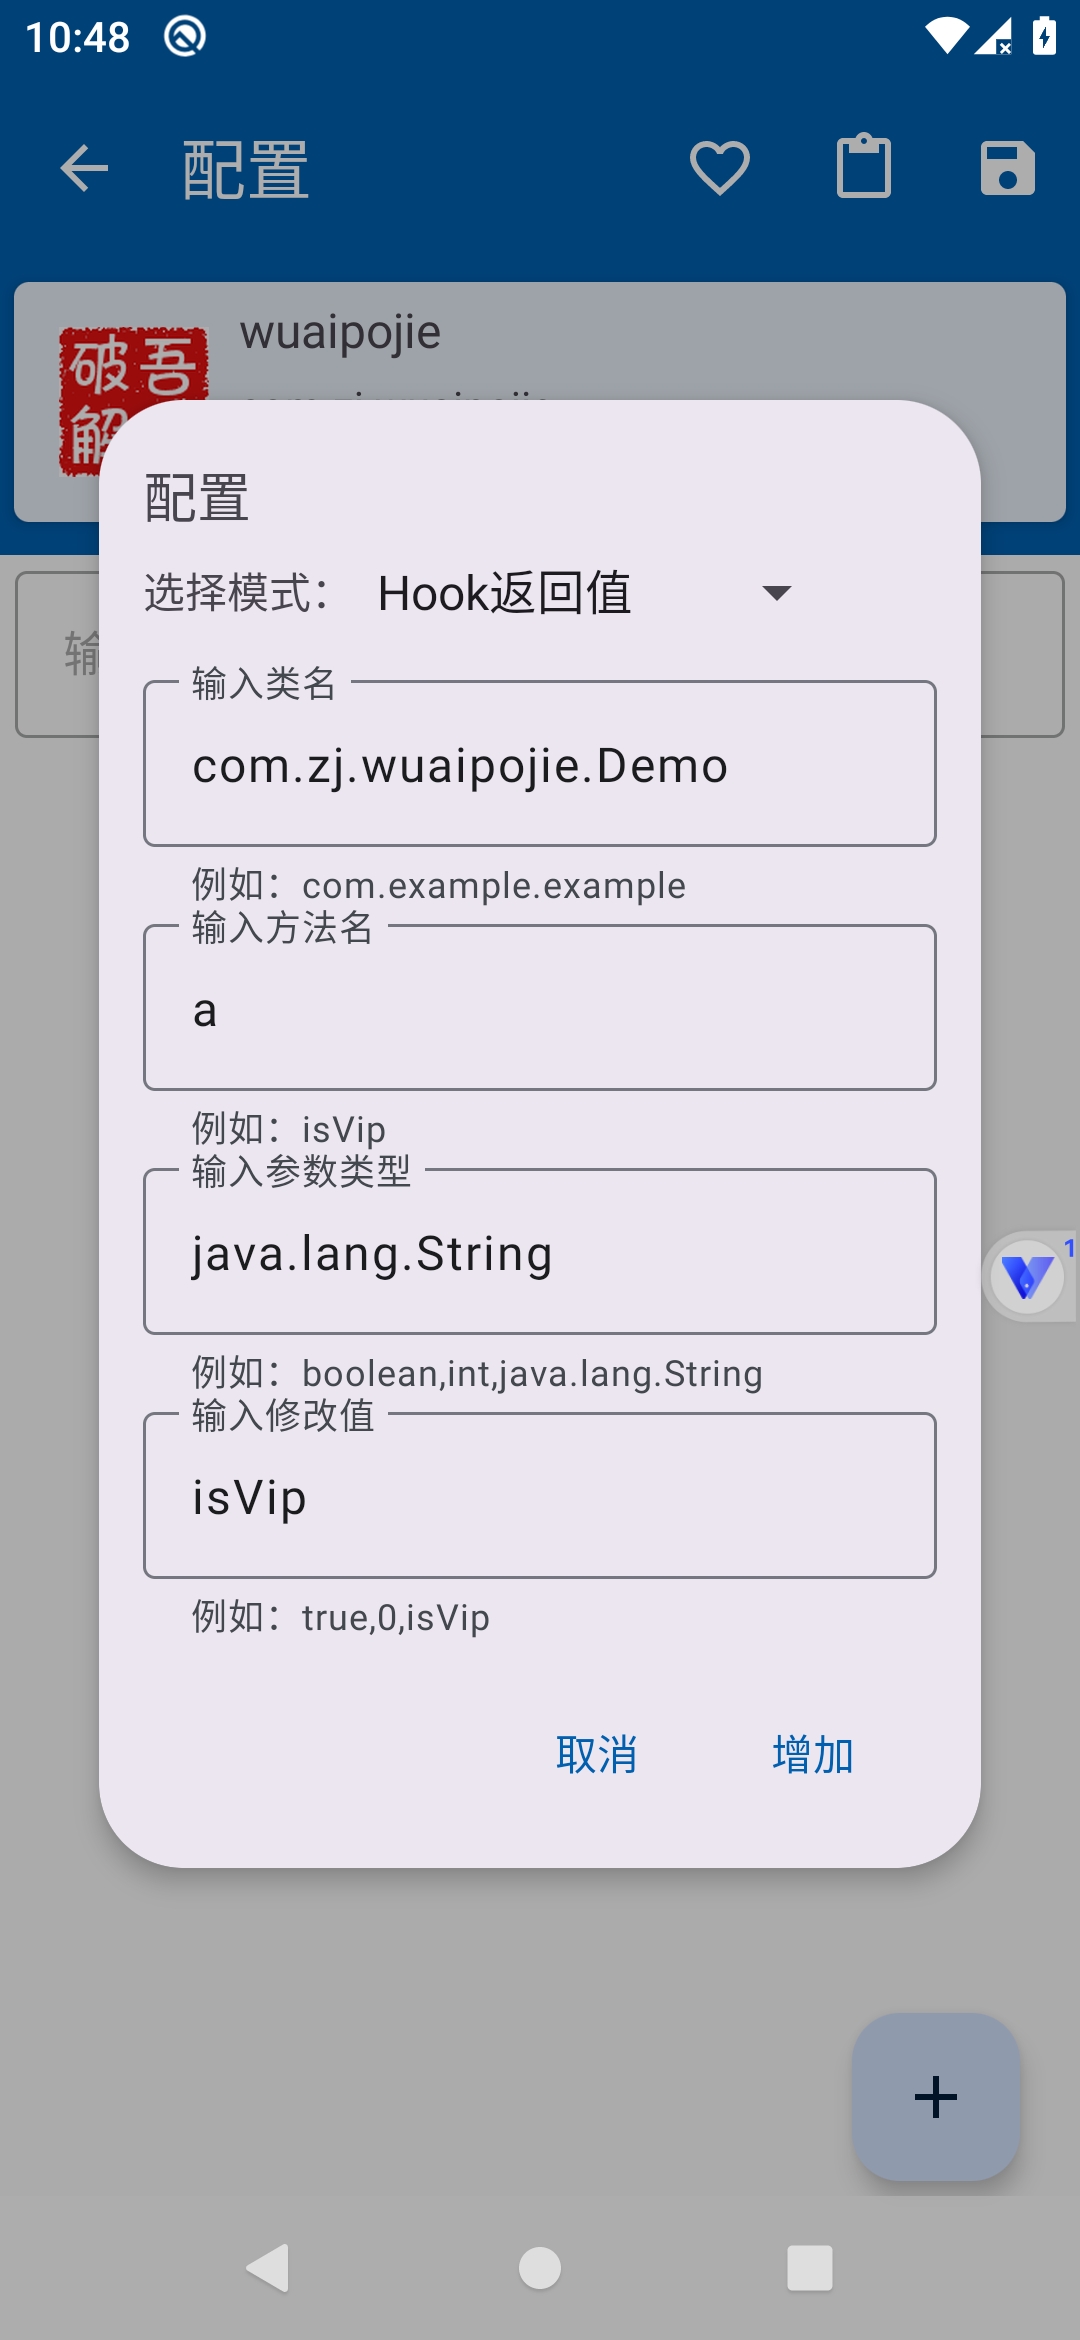 10:48
配置
wuaipojie
破吾
解
配置
选择模式： Hook返回值
输入类名
com.zj.wuaipojie.Demo
例如：com.example.example
输入方法名
a
例如：isVip
输入参数类型
java.lang.String
1
例如：boolean,int,java.lang.String
输入修改值
isVip
例如：true,0,isVip
取消 增加